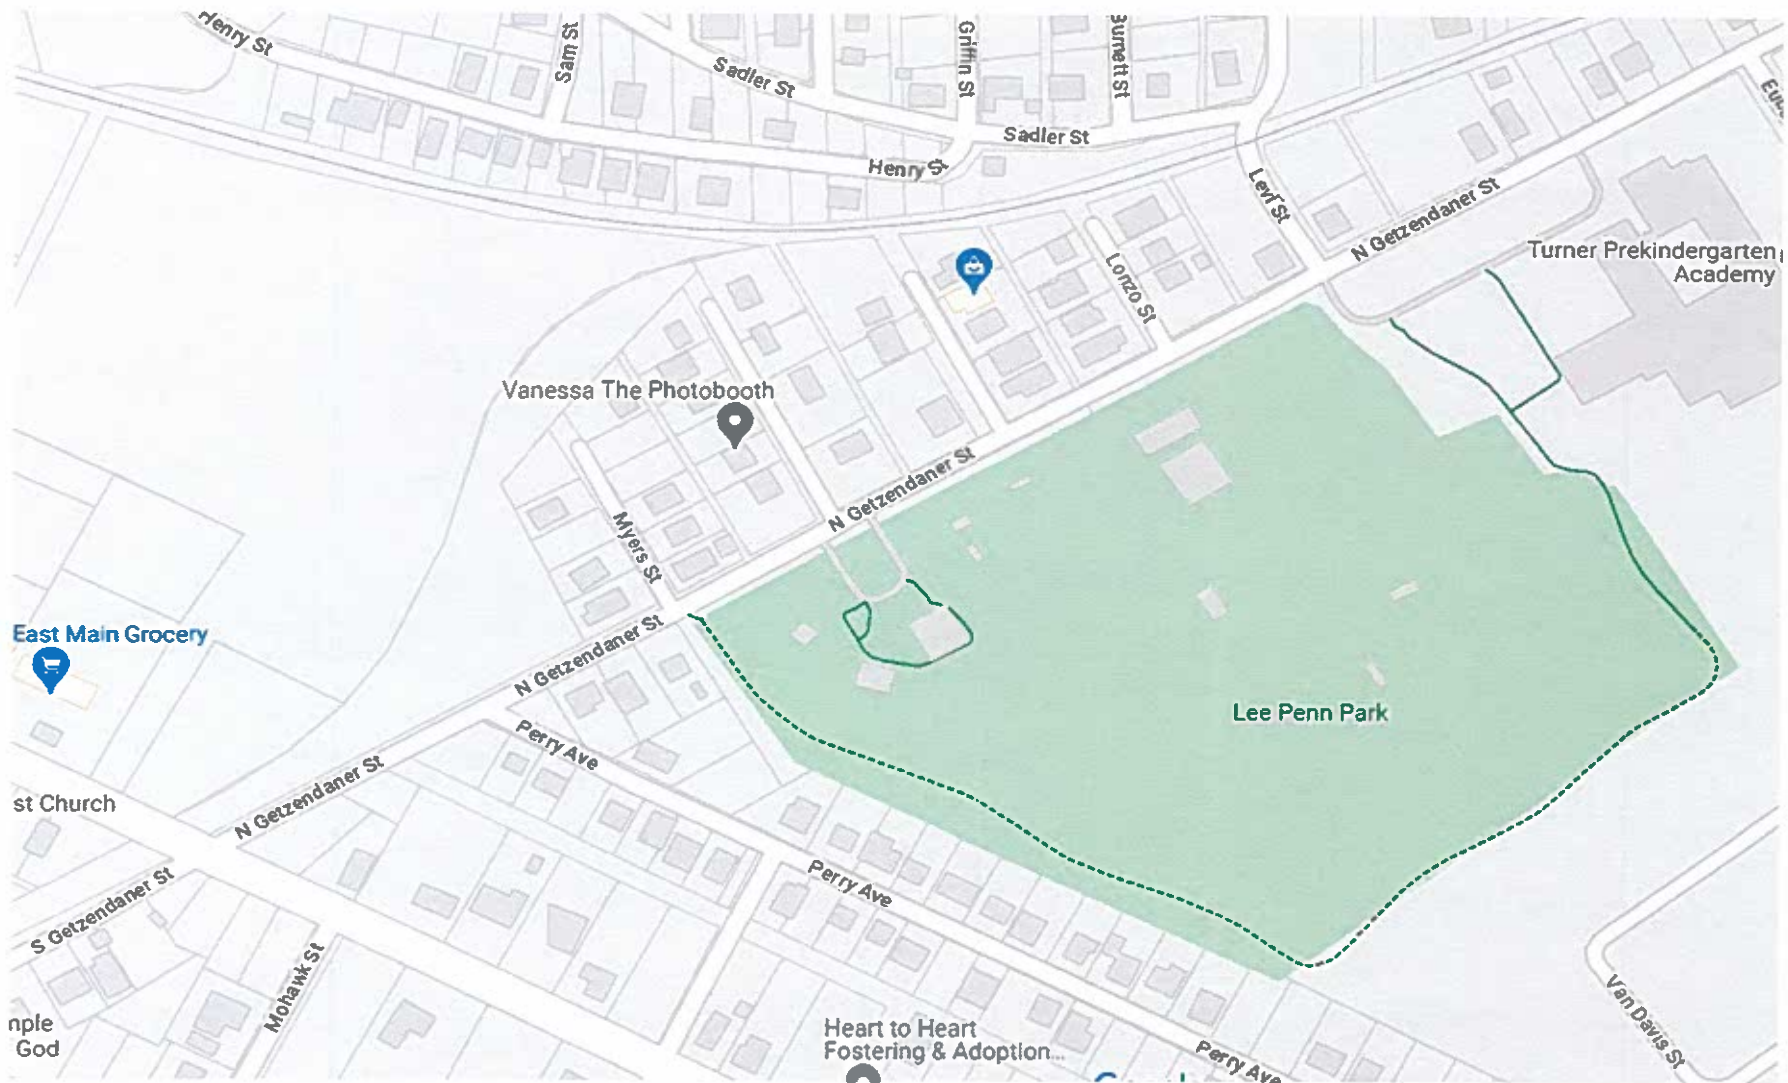 Henry St
Sam St
Sadler St
Griffin St
Burnett St
Sadler St
Henry St
Levi St
N Getzendaner St
Turner Prekindergarten
Academy
Lonzo St
Vanessa The Photobooth
N Getzendaner St
Myers St
East Main Grocery
N Getzendaner St
Lee Penn Park
Perry Ave
N Getzendaner St
st Church
Perry Ave
S Getzendaner St
Mohawk St
Van Davis St
mple
God
Heart to Heart
Fostering & Adoption...
Perry Ave